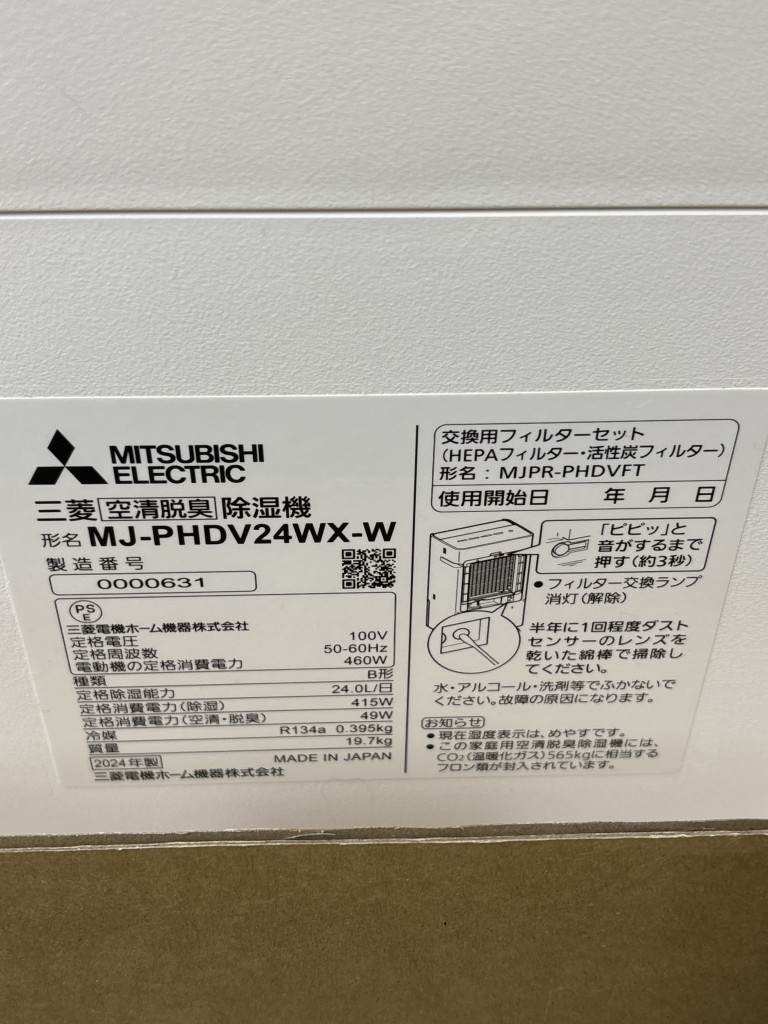 MITSUBISHI
ELECTRIC
三菱 空清脱臭 除湿機
形名 MJ-PHDV24WX-W
製造番号
0000631
PS
E
三菱電機ホーム機器株式会社
定格電圧 100V
定格周波数 50-60Hz
電動機の定格消費電力 460W
種類 B形
定格除湿能力 24.0L/日
定格消費電力(除湿) 415W
定格消費電力(空清・脱臭) 49W
冷媒 R134a 0.395kg
質量 19.7kg
2024年製 MADE IN JAPAN
三菱電機ホーム機器株式会社
交換用フィルターセット
(HEPAフィルター・活性炭フィルター)
形名:MJPR-PHDVFT
使用開始日 年 月 日
「ピピッ」と
音がするまで
押す(約3秒)
●フィルター交換ランプ
消灯(解除)
半年に1回程度ダスト
センサーのレンズを
乾いた綿棒で掃除し
てください。
水・アルコール・洗剤等でふかないで
ください。故障の原因になります。
お知らせ
●現在湿度表示は、めやすです。
●この家庭用空清脱臭除湿機には、
CO2(温暖化ガス)565kgに相当する
フロン類が封入されています。